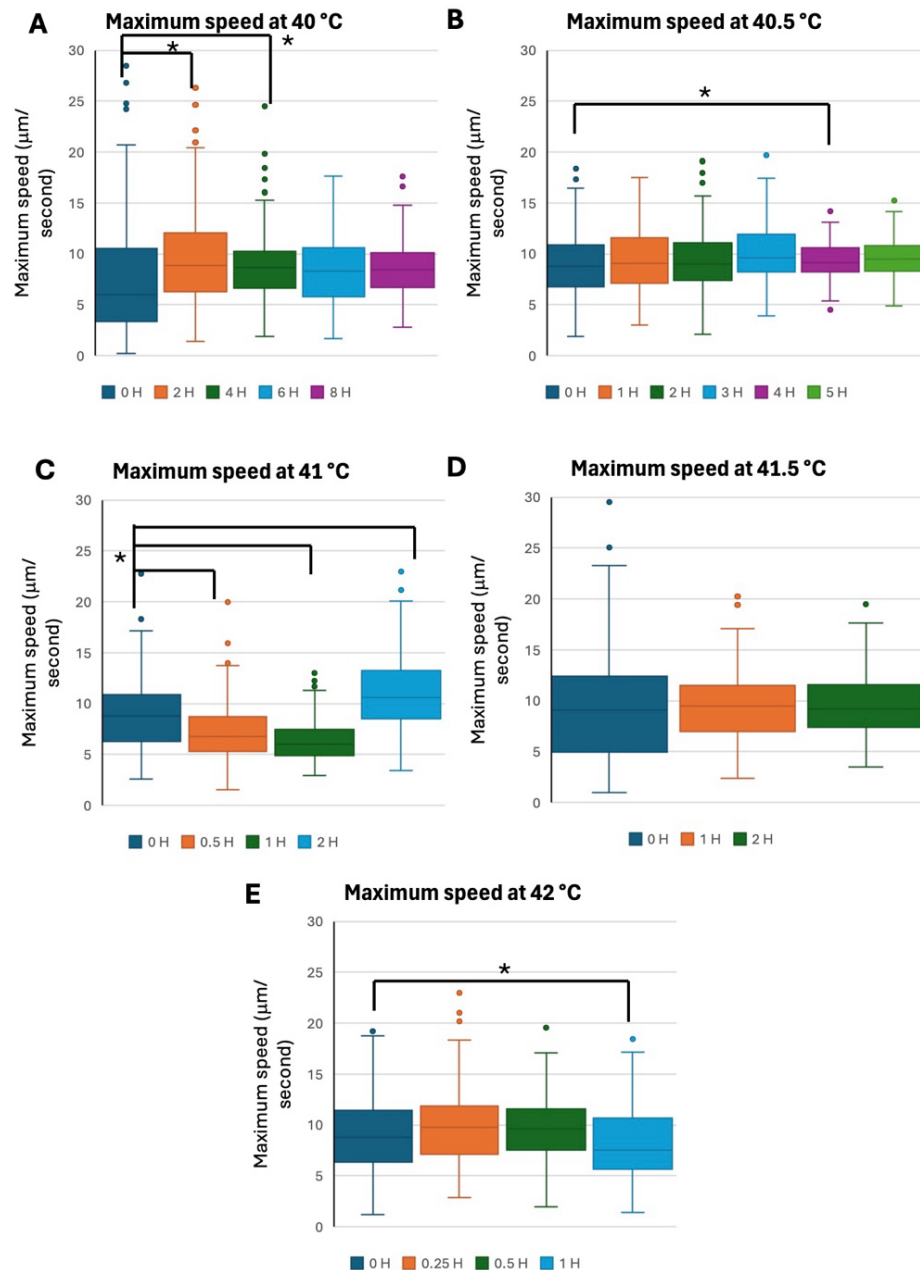 A
Maximum speed at 40 °C
* *
Maximum speed (μm/
second)
30
25
20
15
10
5
0
0 H 2 H 4 H 6 H 8 H
B
Maximum speed at 40.5 °C
*
Maximum speed (μm/
second)
30
25
20
15
10
5
0
0 H 1 H 2 H 3 H 4 H 5 H
C
Maximum speed at 41 °C
*
Maximum speed (μm/
second)
30
25
20
15
10
5
0
0 H 0.5 H 1 H 2 H
D
Maximum speed at 41.5 °C
Maximum speed (μm/
second)
30
25
20
15
10
5
0
0 H 1 H 2 H
E
Maximum speed at 42 °C
*
Maximum speed (μm/
second)
30
25
20
15
10
5
0
0 H 0.25 H 0.5 H 1 H